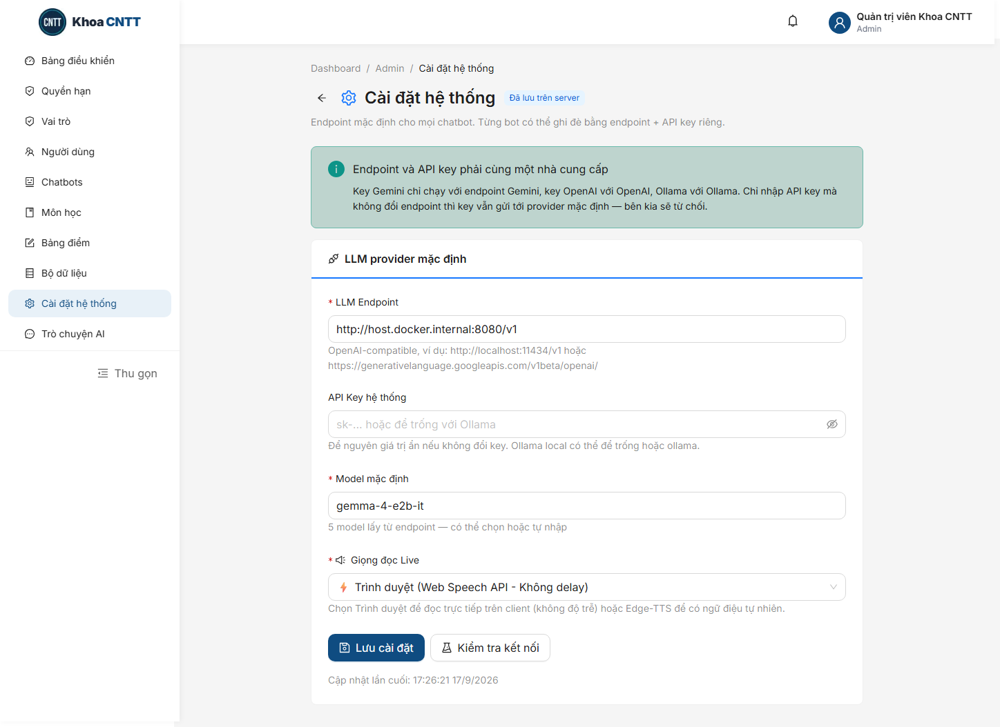 CNTT
Khoa CNTT
Quản trị viên Khoa CNTT
Admin
Bảng điều khiển
Quyền hạn
Vai trò
Người dùng
Chatbots
Môn học
Bảng điểm
Bộ dữ liệu
Cài đặt hệ thống
Trò chuyện AI
Thu gọn
Dashboard / Admin / Cài đặt hệ thống
Cài đặt hệ thống
Đã lưu trên server
Endpoint mặc định cho mọi chatbot. Từng bot có thể ghi đè bằng endpoint + API key riêng.
Endpoint và API key phải cùng một nhà cung cấp
Key Gemini chỉ chạy với endpoint Gemini, key OpenAI với OpenAI, Ollama với Ollama. Chỉ nhập API key mà
không đổi endpoint thì key vẫn gửi tới provider mặc định — bên kia sẽ từ chối.
LLM provider mặc định
* LLM Endpoint
http://host.docker.internal:8080/v1
OpenAI-compatible, ví dụ: http://localhost:11434/v1 hoặc
https://generativelanguage.googleapis.com/v1beta/openai/
API Key hệ thống
sk-... hoặc để trống với Ollama
Để nguyên giá trị ẩn nếu không đổi key. Ollama local có thể để trống hoặc ollama.
* Model mặc định
gemma-4-e2b-it
5 model lấy từ endpoint — có thể chọn hoặc tự nhập
* Giọng đọc Live
Trình duyệt (Web Speech API - Không delay)
Chọn Trình duyệt để đọc trực tiếp trên client (không độ trễ) hoặc Edge-TTS để có ngữ điệu tự nhiên.
Lưu cài đặt
Kiểm tra kết nối
Cập nhật lần cuối: 17:26:21 17/9/2026